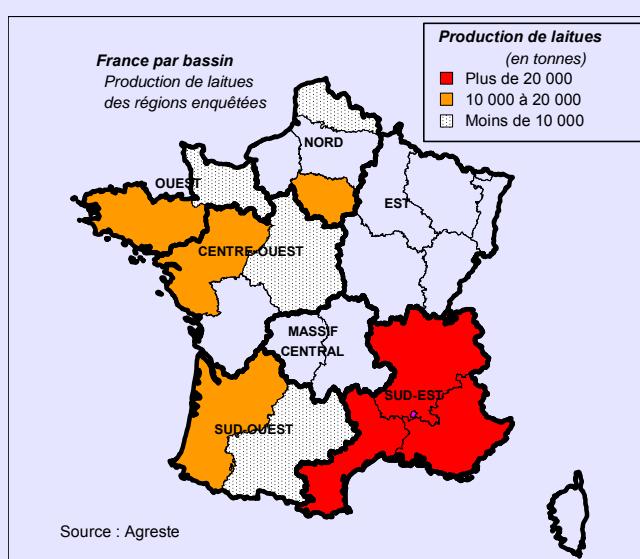 France par bassin
Production de laitues
des régions enquêtées
Production de laitues
(en tonnes)
Plus de 20 000
10 000 à 20 000
Moins de 10 000
NORD
OUEST
EST
CENTRE-OUEST
MASSIF
CENTRAL
SUD-EST
SUD-OUEST
Source : Agreste